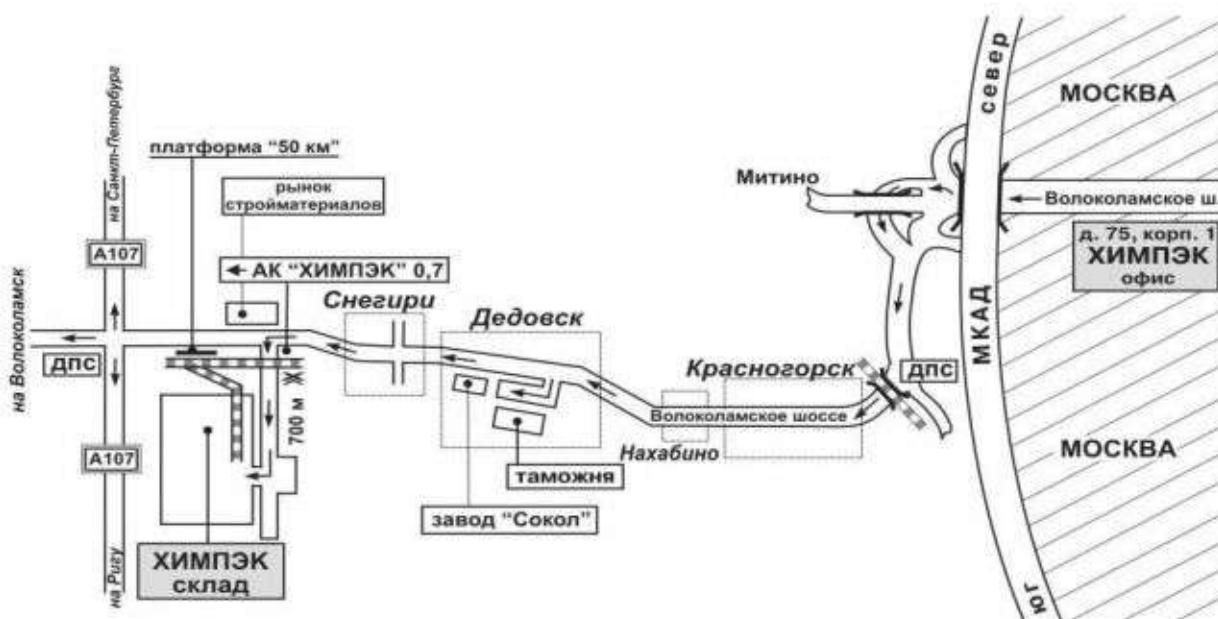 север
МОСКВА
на Санкт-Петербург
платформа “50 км”
Митино
рынок
стройматериалов
Волоколамское ш
д. 75, корп. 1
ХИМПЭК
офис
А107
АК “ХИМПЭК” 0,7
Снегири
Дедовск
МКАД
на Волоколамск
ДПС
Красногорск
ДПС
Волоколамское шоссе
700 м
Нахабино
МОСКВА
А107
таможня
завод “Сокол”
ХИМПЭК
склад
на Ригу
юг